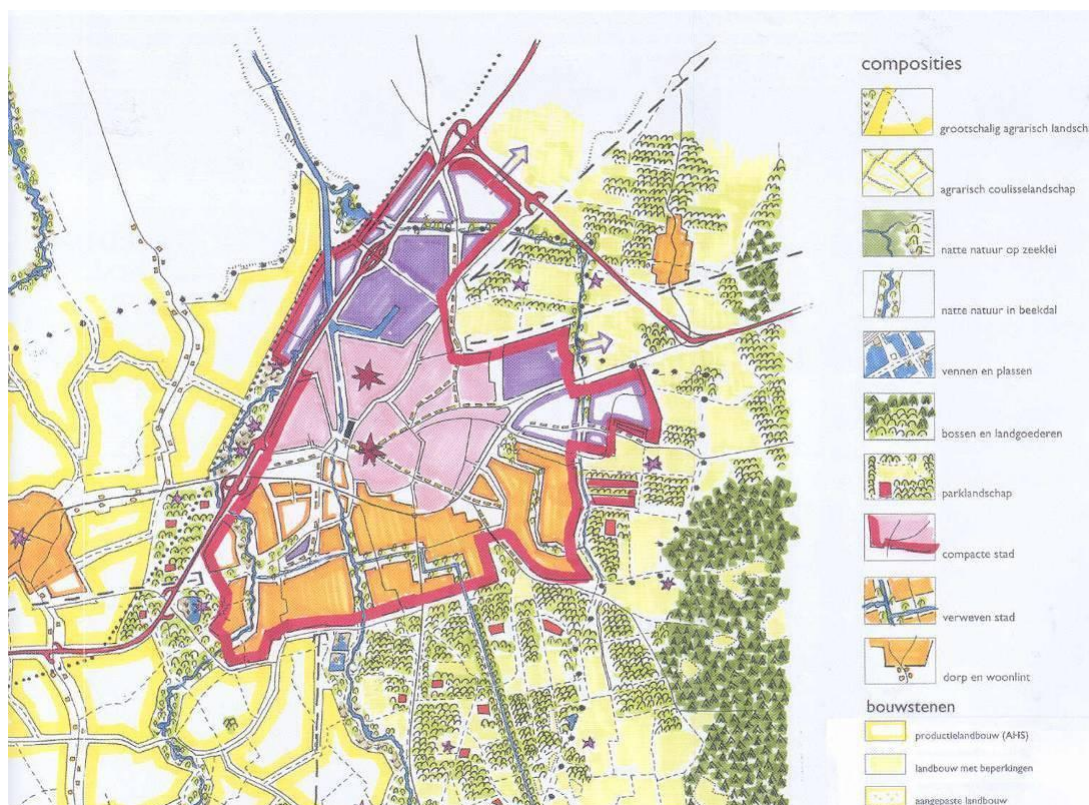 composities
grootschalig agrarisch landsch
agrarisch coulisselandschap
natte natuur op zeeklei
natte natuur in beekdal
vennen en plassen
bossen en landgoederen
parklandschap
compacte stad
verweven stad
dorp en woonlint
bouwstenen
productielandbouw (AHS)
landbouw met beperkingen
aangepaste landbouw